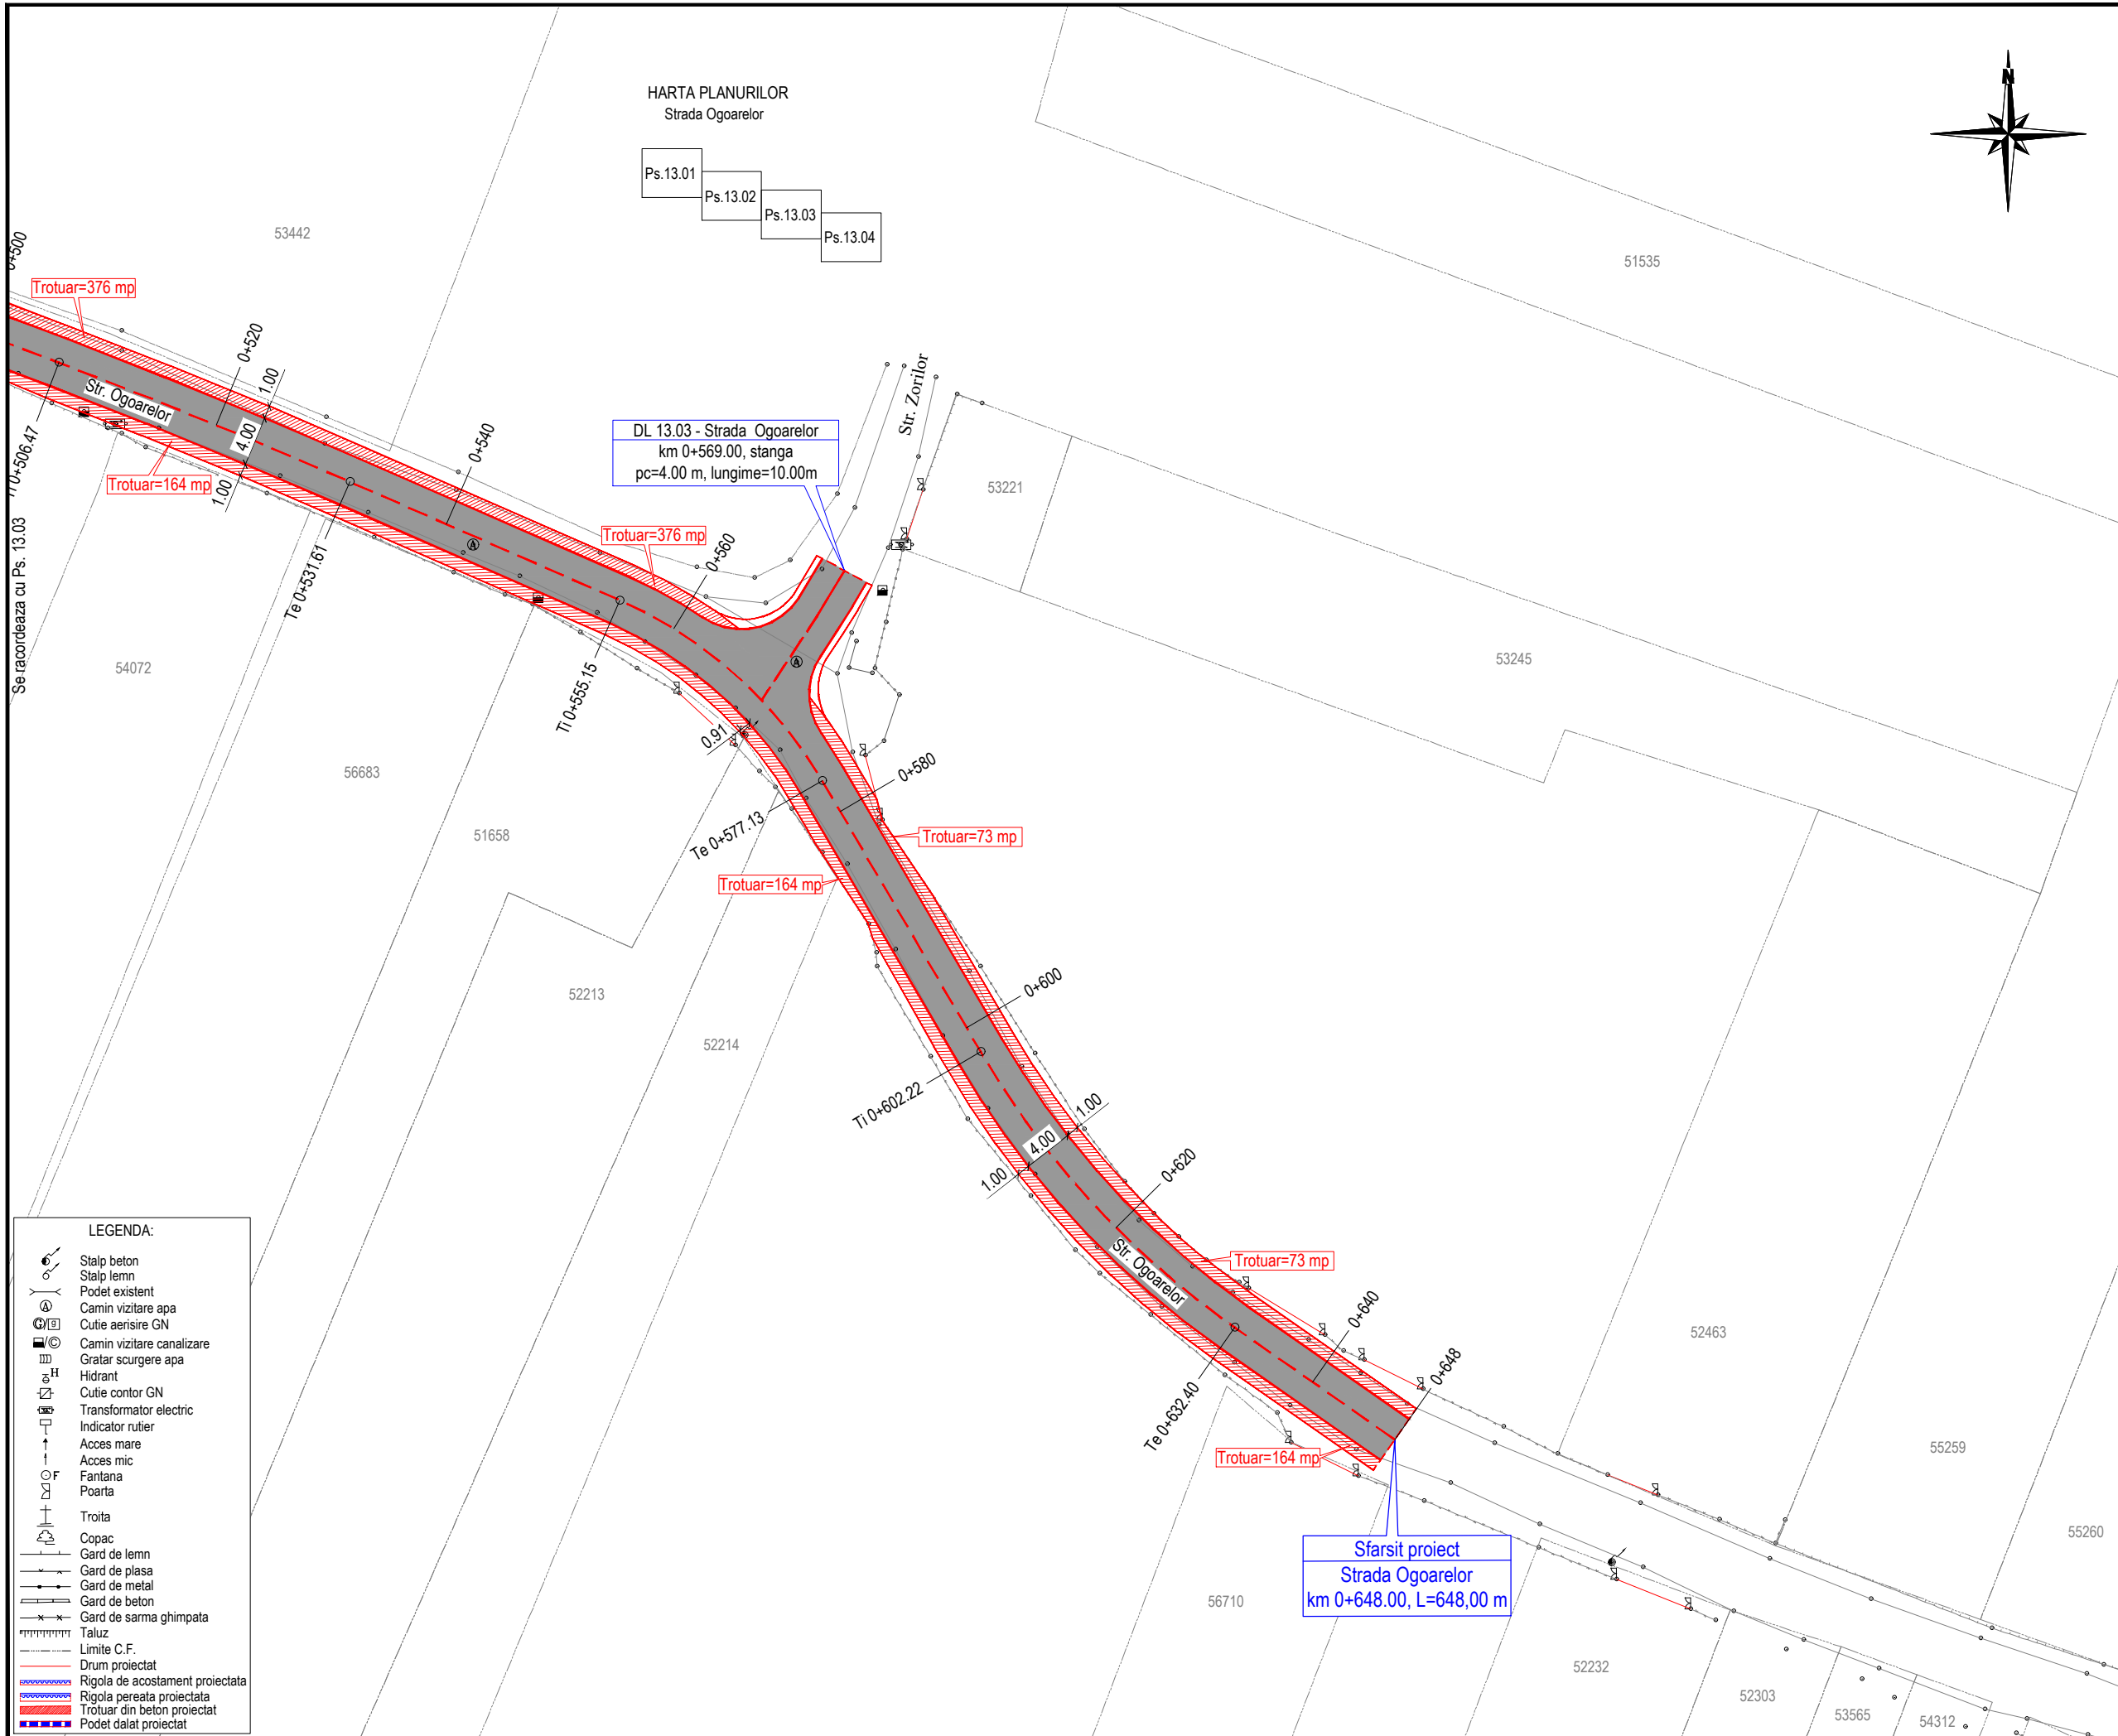 HARTA PLANURILOR
Strada Ogoarelor
Ps.13.01
Ps.13.02
Ps.13.03
Ps.13.04
N
53442
51535
0+500
Trotuar=376 mp
0+520
1.00
Str. Ogoarelor
4.00
1.00
Ti 0+506.47
Trotuar=164 mp
Se racordeaza cu Ps. 13.03
Te 0+531.61
0+540
DL 13.03 - Strada Ogoarelor
km 0+569.00, stanga
pc=4.00 m, lungime=10.00m
Str. Zorilor
53221
Trotuar=376 mp
0+560
Ti 0+555.15
54072
53245
0.91
56683
0+580
Te 0+577.13
51658
Trotuar=73 mp
Trotuar=164 mp
52213
0+600
52214
Ti 0+602.22
1.00
4.00
1.00
0+620
Str. Ogoarelor
Trotuar=73 mp
0+640
52463
0+648
Te 0+632.40
Trotuar=164 mp
55259
55260
Sfarsit proiect
Strada Ogoarelor
km 0+648.00, L=648,00 m
56710
52232
52303
53565
54312
LEGENDA:
Stalp beton
Stalp lemn
Podet existent
A Camin vizitare apa
G/g Cutie aerisire GN
/C Camin vizitare canalizare
Gratar scurgere apa
H Hidrant
Cutie contor GN
Transformator electric
Indicator rutier
Acces mare
Acces mic
F Fantana
Poarta
Troita
Copac
Gard de lemn
Gard de plasa
Gard de metal
Gard de beton
Gard de sarma ghimpata
Taluz
Limite C.F.
Drum proiectat
Rigola de acostament proiectata
Rigola pereata proiectata
Trotuar din beton proiectat
Podet dalat proiectat